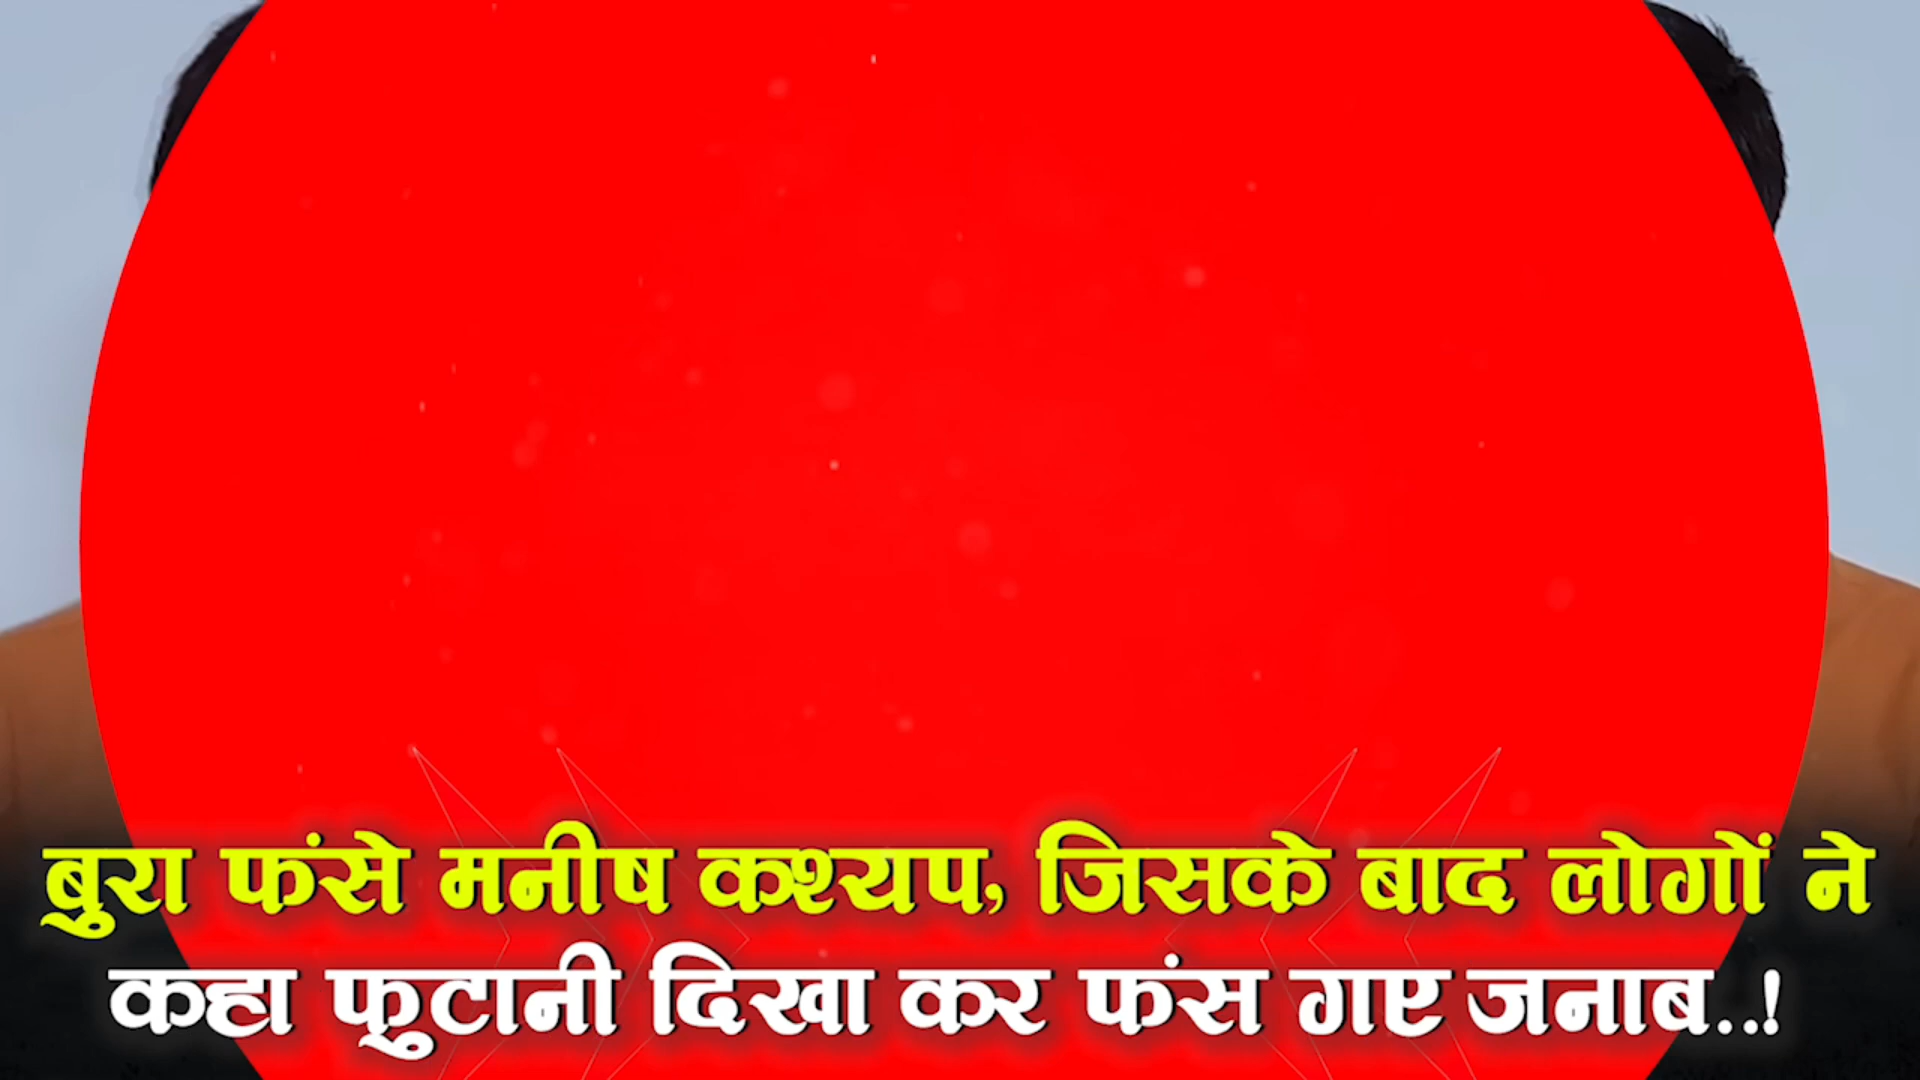 बुरा फंसे मनीष कश्यप, जिसके बाद लोगों ने
कहा फुटानी दिखा कर फंस गए जनाब..!